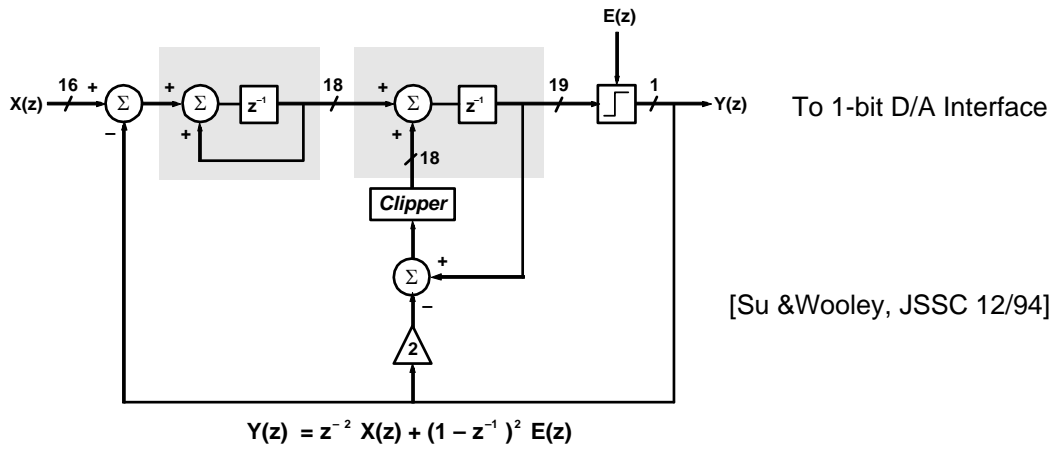 E(z)
X(z) 16 + Σ + Σ z⁻¹ 18 + Σ z⁻¹ 19 1 Y(z) To 1-bit D/A Interface
− + +
18
Clipper
Σ +
−
[Su &Wooley, JSSC 12/94]
2
Y(z) = z⁻² X(z) + (1 – z⁻¹ )² E(z)